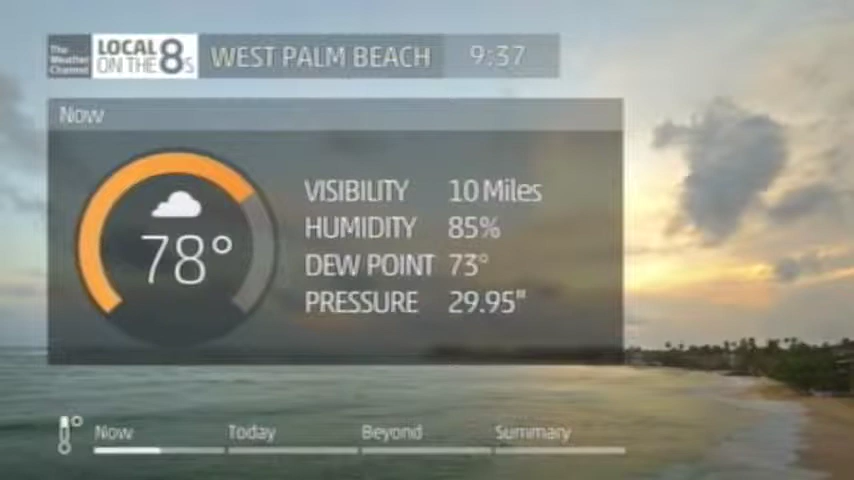 The Weather Channel
LOCAL ON THE 8s
WEST PALM BEACH 9:37
Now
78°
VISIBILITY 10 Miles
HUMIDITY 85%
DEW POINT 73°
PRESSURE 29.95"
Now Today Beyond Summary